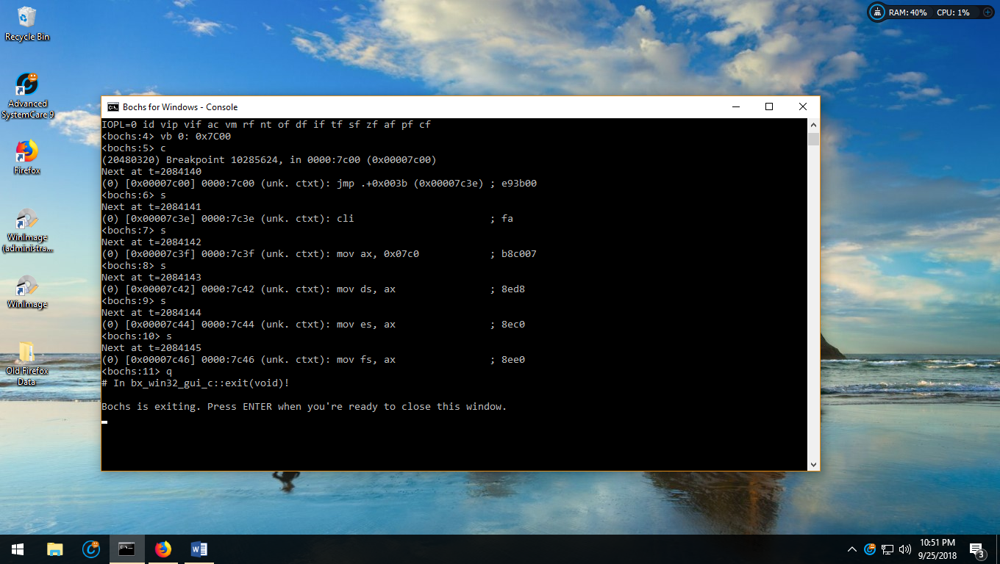 RAM: 40% CPU: 1%
Recycle Bin
Advanced
SystemCare 9
Firefox
WinImage
(administra...
WinImage
Old Firefox
Data
Bochs for Windows - Console
IOPL=0 id vip vif ac vm rf nt of df if tf sf zf af pf cf
<bochs:4> vb 0: 0x7C00
<bochs:5> c
(20480320) Breakpoint 10285624, in 0000:7c00 (0x00007c00)
Next at t=2084140
(0) [0x00007c00] 0000:7c00 (unk. ctxt): jmp .+0x003b (0x00007c3e) ; e93b00
<bochs:6> s
Next at t=2084141
(0) [0x00007c3e] 0000:7c3e (unk. ctxt): cli ; fa
<bochs:7> s
Next at t=2084142
(0) [0x00007c3f] 0000:7c3f (unk. ctxt): mov ax, 0x07c0 ; b8c007
<bochs:8> s
Next at t=2084143
(0) [0x00007c42] 0000:7c42 (unk. ctxt): mov ds, ax ; 8ed8
<bochs:9> s
Next at t=2084144
(0) [0x00007c44] 0000:7c44 (unk. ctxt): mov es, ax ; 8ec0
<bochs:10> s
Next at t=2084145
(0) [0x00007c46] 0000:7c46 (unk. ctxt): mov fs, ax ; 8ee0
<bochs:11> q
# In bx_win32_gui_c::exit(void)!
Bochs is exiting. Press ENTER when you're ready to close this window.
10:51 PM
9/25/2018
3